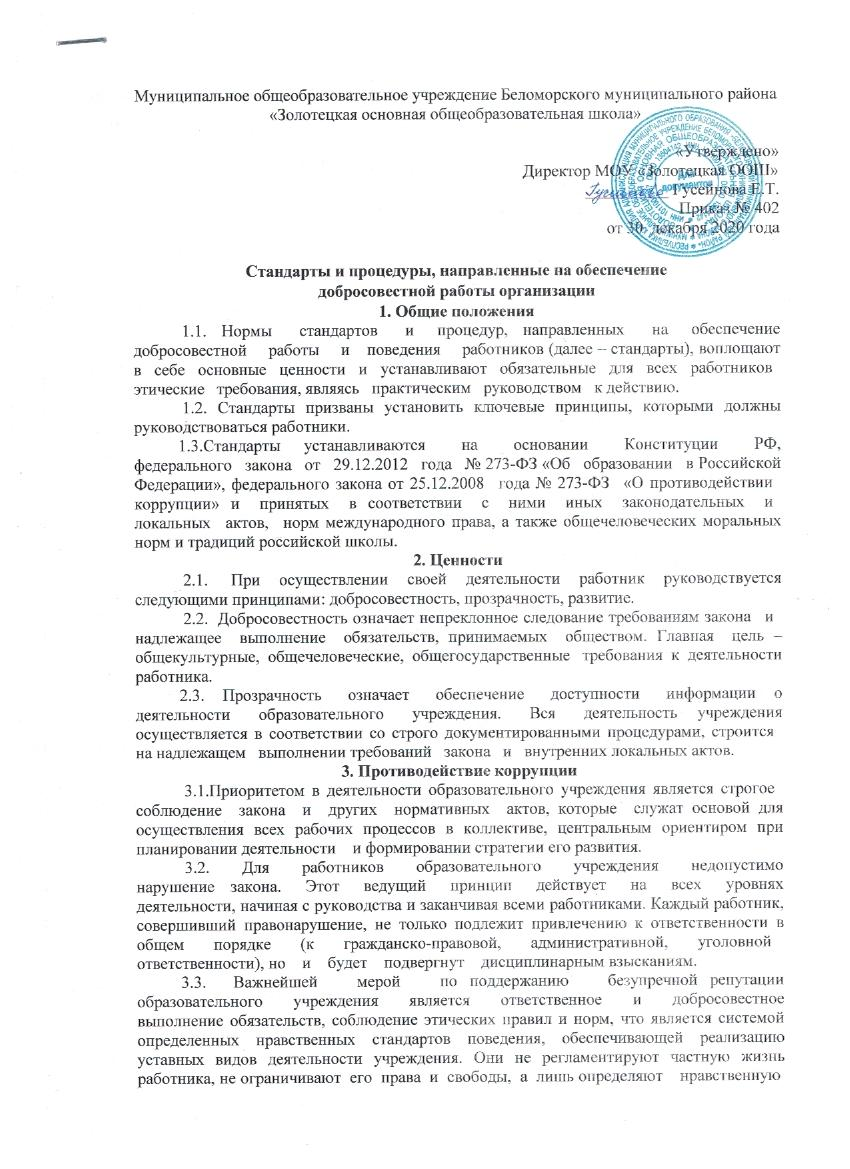 Муниципальное общеобразовательное учреждение Беломорского муниципального района
«Золотецкая основная общеобразовательная школа»
«Утверждено»
Директор МОУ «Золотецкая ООШ»
Гусейнова Е.Т.
Приказ № 402
от 30 декабря 2020 года
Для документов
Стандарты и процедуры, направленные на обеспечение
добросовестной работы организации
1. Общие положения
1.1. Нормы стандартов и процедур, направленных на обеспечение
добросовестной работы и поведения работников (далее – стандарты), воплощают
в себе основные ценности и устанавливают обязательные для всех работников
этические требования, являясь практическим руководством к действию.
1.2. Стандарты призваны установить ключевые принципы, которыми должны
руководствоваться работники.
1.3.Стандарты устанавливаются на основании Конституции РФ,
федерального закона от 29.12.2012 года № 273-ФЗ «Об образовании в Российской
Федерации», федерального закона от 25.12.2008 года № 273-ФЗ «О противодействии
коррупции» и принятых в соответствии с ними иных законодательных и
локальных актов, норм международного права, а также общечеловеческих моральных
норм и традиций российской школы.
2. Ценности
2.1. При осуществлении своей деятельности работник руководствуется
следующими принципами: добросовестность, прозрачность, развитие.
2.2. Добросовестность означает непреклонное следование требованиям закона и
надлежащее выполнение обязательств, принимаемых обществом. Главная цель –
общекультурные, общечеловеческие, общегосударственные требования к деятельности
работника.
2.3. Прозрачность означает обеспечение доступности информации о
деятельности образовательного учреждения. Вся деятельность учреждения
осуществляется в соответствии со строго документированными процедурами, строится
на надлежащем выполнении требований закона и внутренних локальных актов.
3. Противодействие коррупции
3.1.Приоритетом в деятельности образовательного учреждения является строгое
соблюдение закона и других нормативных актов, которые служат основой для
осуществления всех рабочих процессов в коллективе, центральным ориентиром при
планировании деятельности и формировании стратегии его развития.
3.2. Для работников образовательного учреждения недопустимо
нарушение закона. Этот ведущий принцип действует на всех уровнях
деятельности, начиная с руководства и заканчивая всеми работниками. Каждый работник,
совершивший правонарушение, не только подлежит привлечению к ответственности в
общем порядке (к гражданско-правовой, административной, уголовной
ответственности), но и будет подвергнут дисциплинарным взысканиям.
3.3. Важнейшей мерой по поддержанию безупречной репутации
образовательного учреждения является ответственное и добросовестное
выполнение обязательств, соблюдение этических правил и норм, что является системой
определенных нравственных стандартов поведения, обеспечивающей реализацию
уставных видов деятельности учреждения. Они не регламентируют частную жизнь
работника, не ограничивают его права и свободы, а лишь определяют нравственную